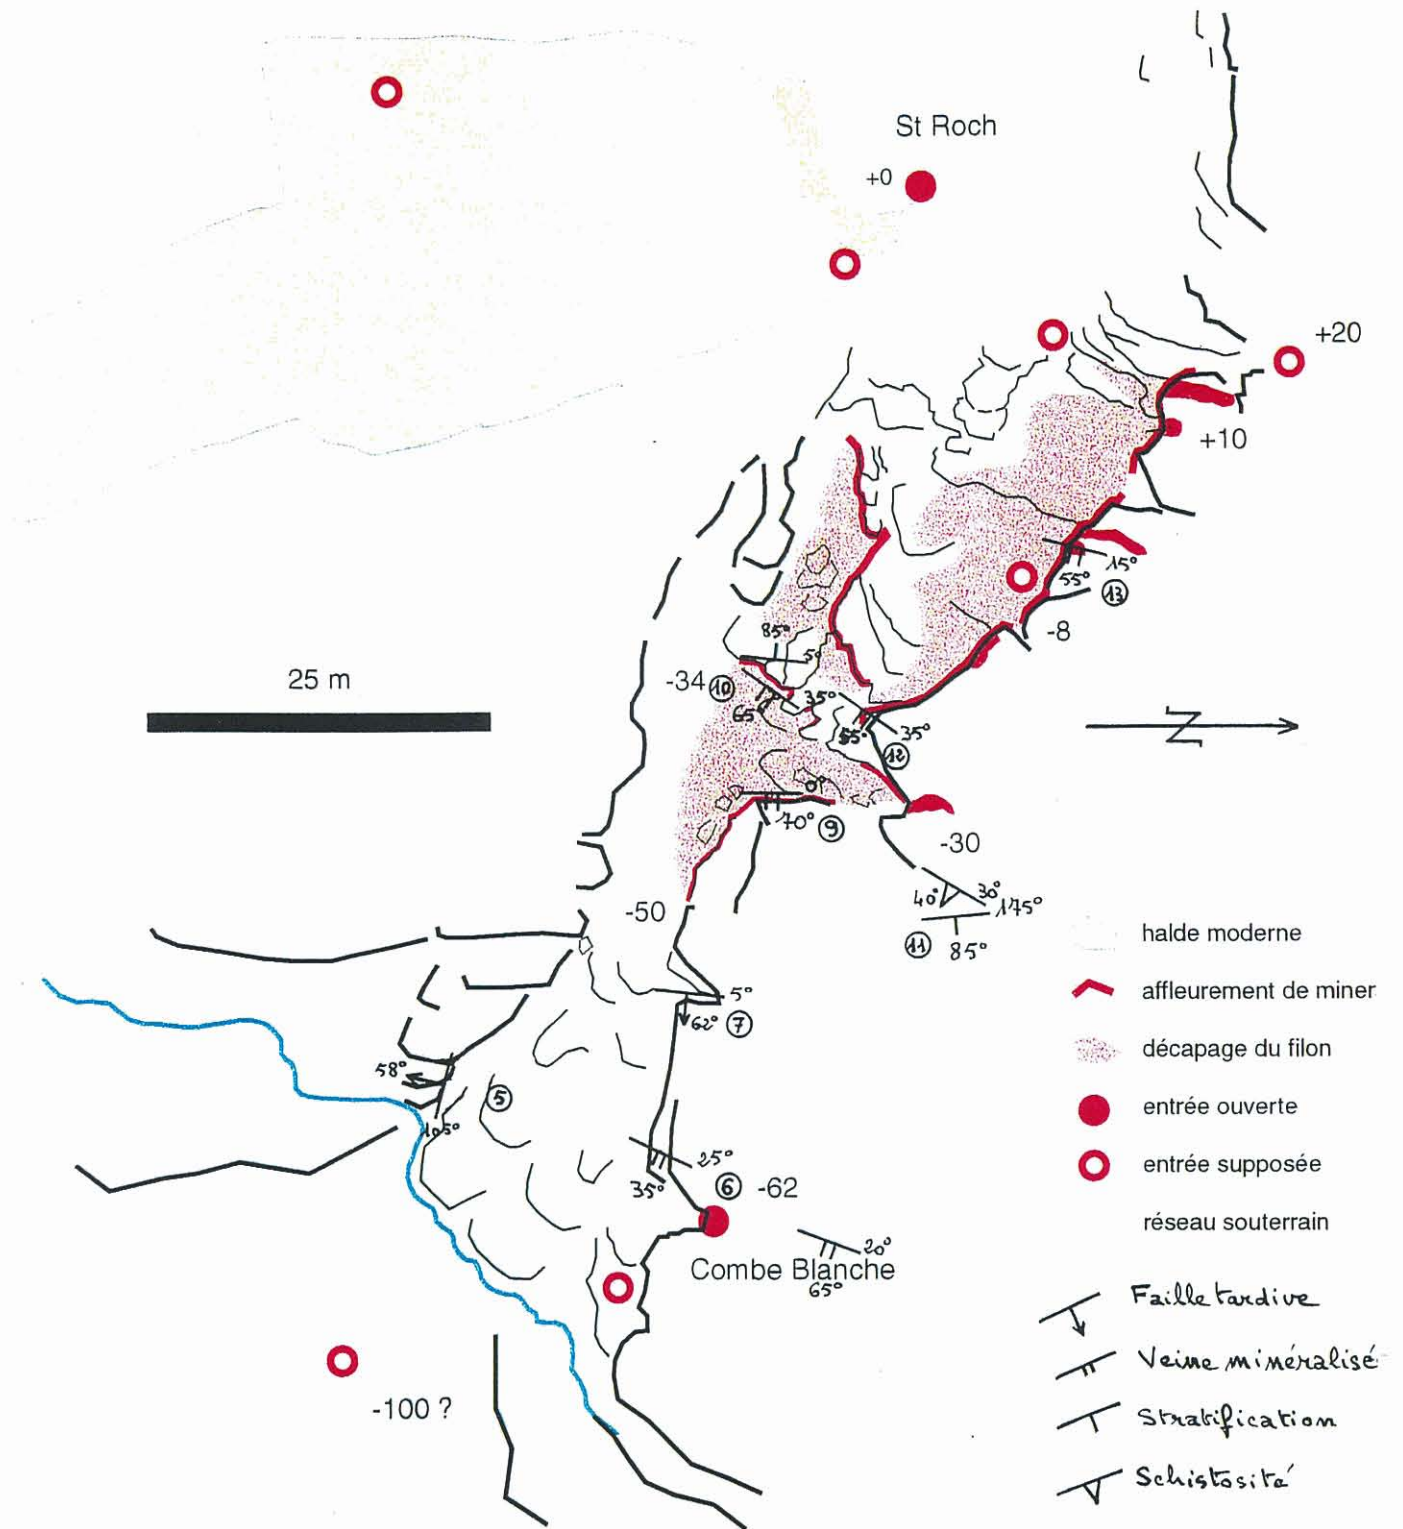 St Roch
+0
+20
+10
15°
55°
13
-8
85°
5°
-34
10
65°
35°
55°
35°
12
25 m
Z
0°
70°
9
-30
40°
30°
175°
11
85°
-50
5°
62°
7
58°
5
105°
25°
35°
6
-62
20°
Combe Blanche
65°
-100 ?
halde moderne
affleurement de miner
décapage du filon
entrée ouverte
entrée supposée
réseau souterrain
Faille tardive
Veine minéralisé
Stratification
Schistosité